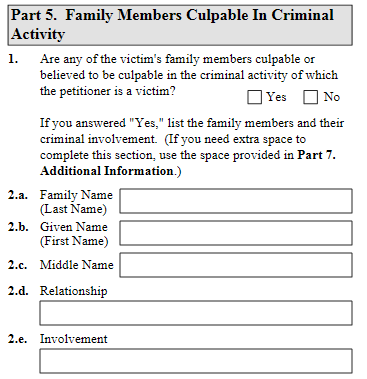 Part 5. Family Members Culpable In Criminal
Activity
1. Are any of the victim's family members culpable or
believed to be culpable in the criminal activity of which
the petitioner is a victim?
Yes No
If you answered "Yes," list the family members and their
criminal involvement. (If you need extra space to
complete this section, use the space provided in Part 7.
Additional Information.)
2.a. Family Name
(Last Name)
2.b. Given Name
(First Name)
2.c. Middle Name
2.d. Relationship
2.e. Involvement